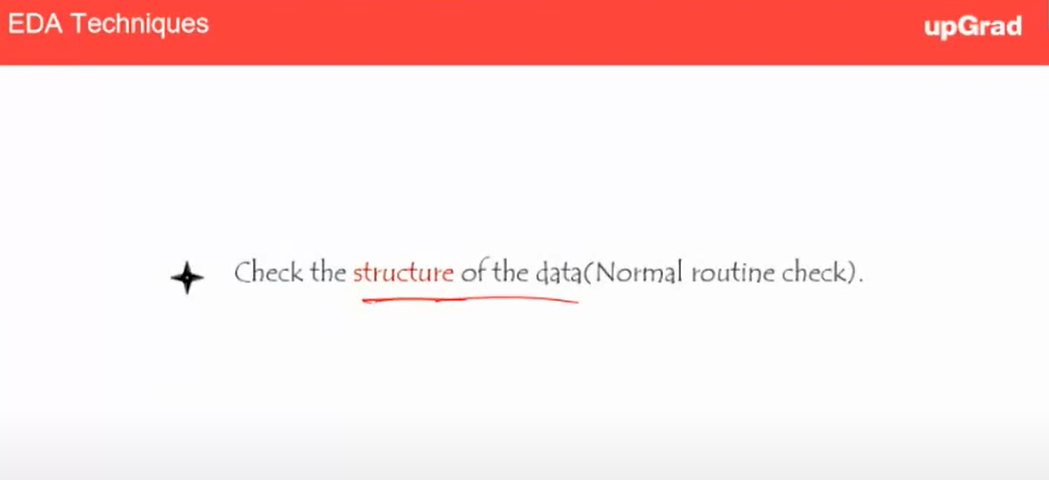 EDA Techniques
upGrad
Check the structure of the data(Normal routine check).